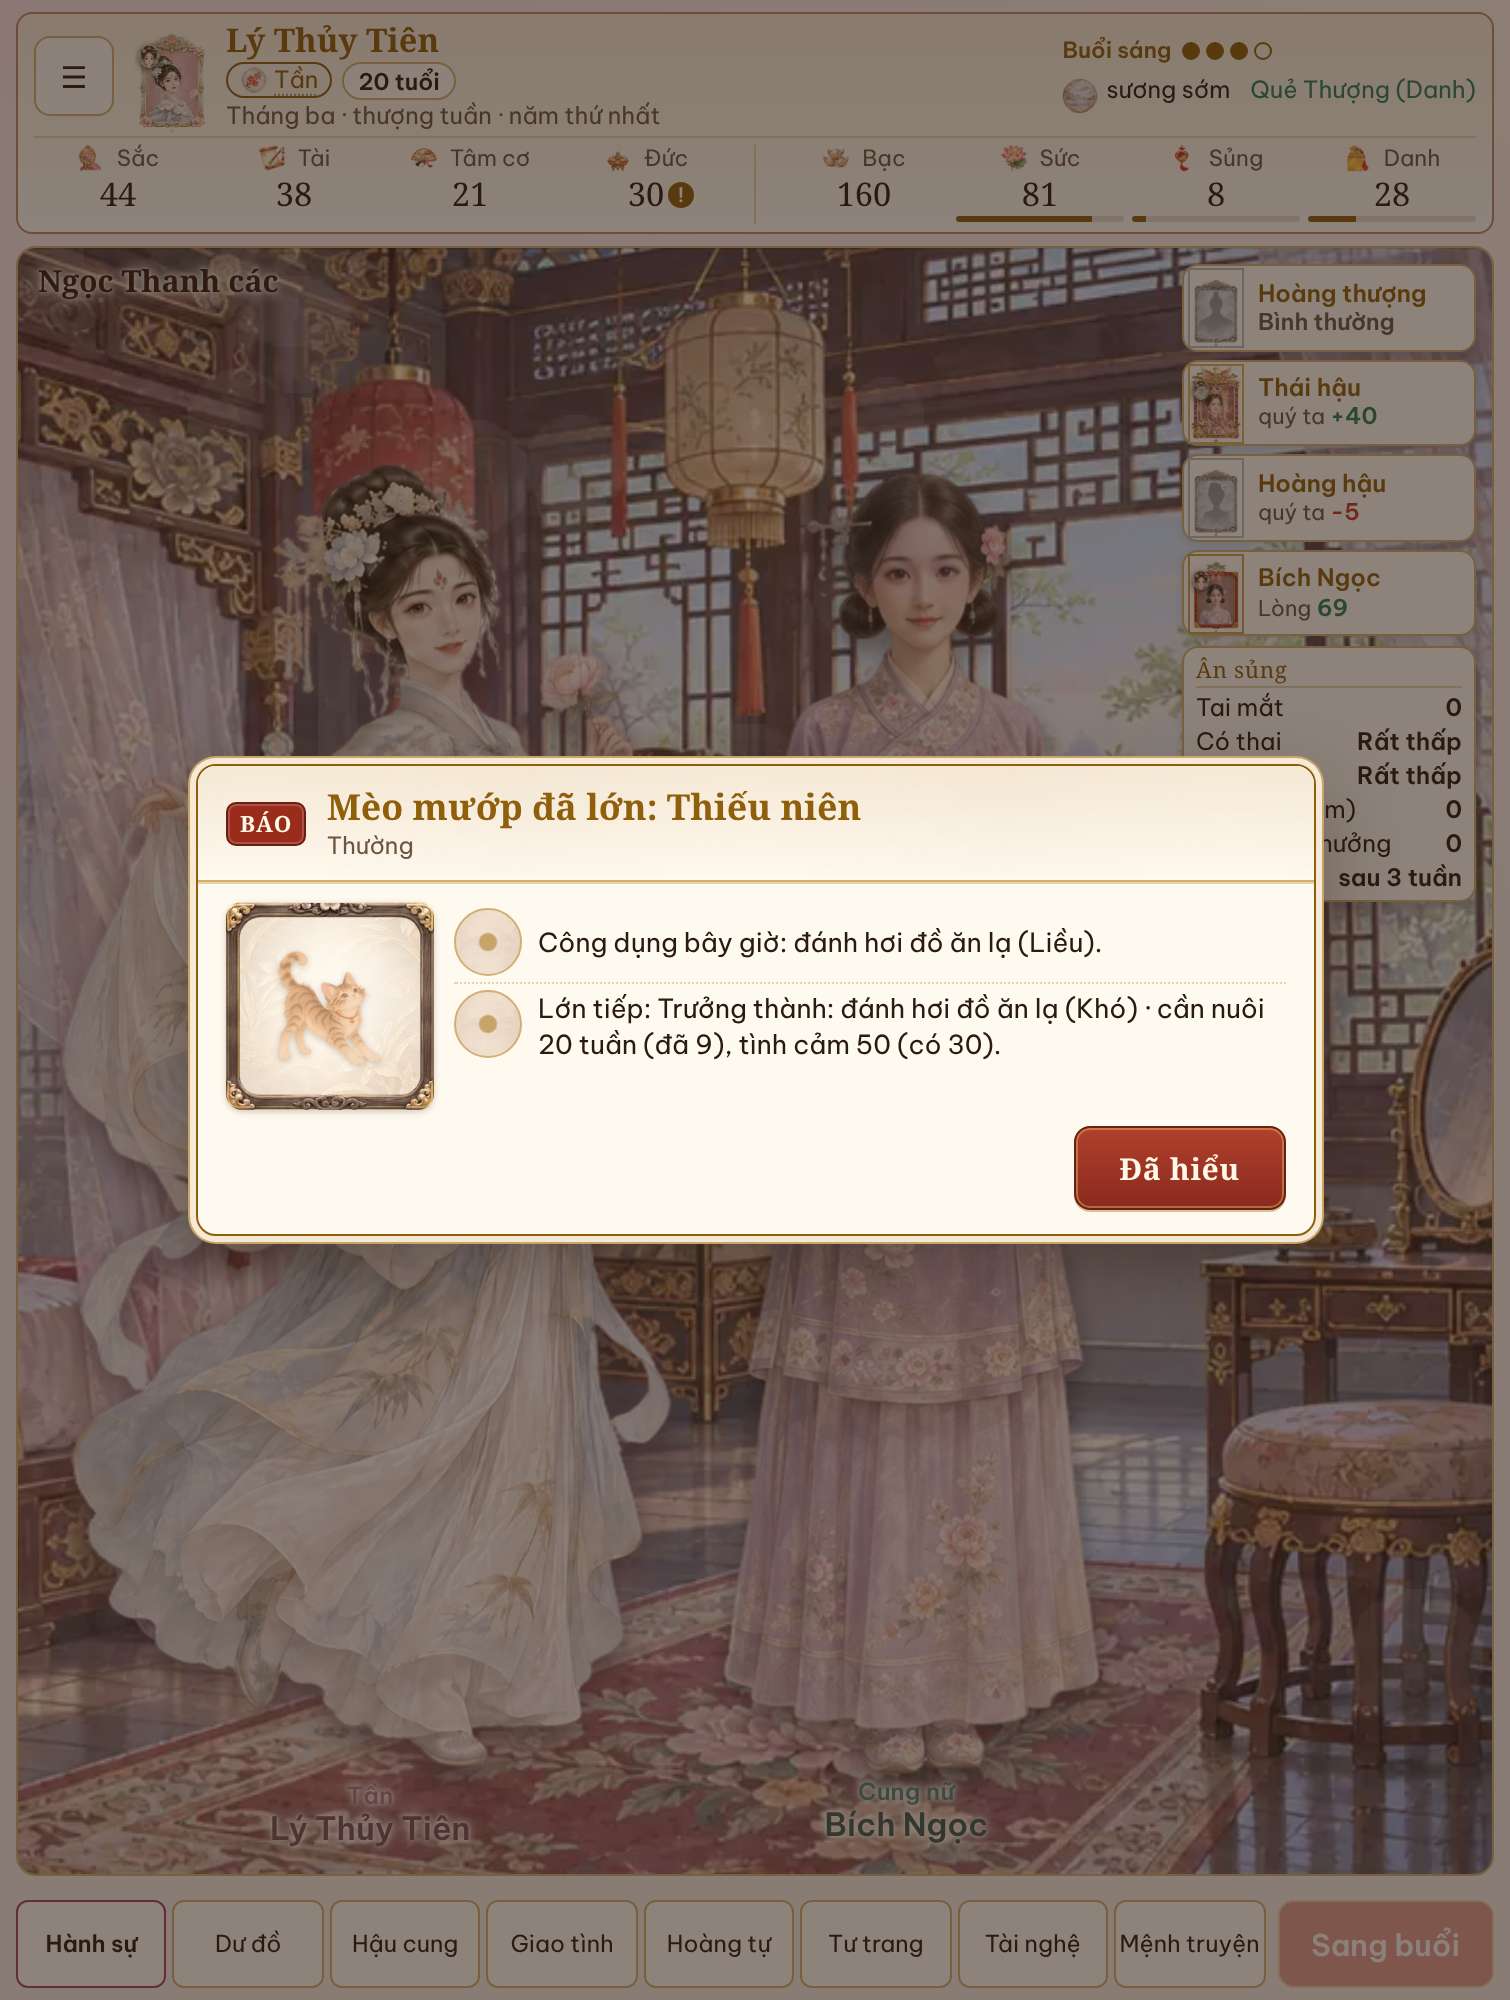 Lý Thủy Tiên
Tần
20 tuổi
Tháng ba · thượng tuần · năm thứ nhất
Buổi sáng
sương sớm
Quẻ Thượng (Danh)
Sắc
44
Tài
38
Tâm cơ
21
Đức
30
!
Bạc
160
Sức
81
Sủng
8
Danh
28
Ngọc Thanh các
Hoàng thượng
Bình thường
Thái hậu
quý ta +40
Hoàng hậu
quý ta -5
Bích Ngọc
Lòng 69
Ân sủng
Tai mắt 0
Có thai Rất thấp
Rất thấp
m) 0
hưởng 0
sau 3 tuần
BÁO
Mèo mướp đã lớn: Thiếu niên
Thường
Công dụng bây giờ: đánh hơi đồ ăn lạ (Liều).
Lớn tiếp: Trưởng thành: đánh hơi đồ ăn lạ (Khó) · cần nuôi
20 tuần (đã 9), tình cảm 50 (có 30).
Đã hiểu
Tần
Lý Thủy Tiên
Cung nữ
Bích Ngọc
Hành sự
Dư đồ
Hậu cung
Giao tình
Hoàng tự
Tư trang
Tài nghệ
Mệnh truyện
Sang buổi